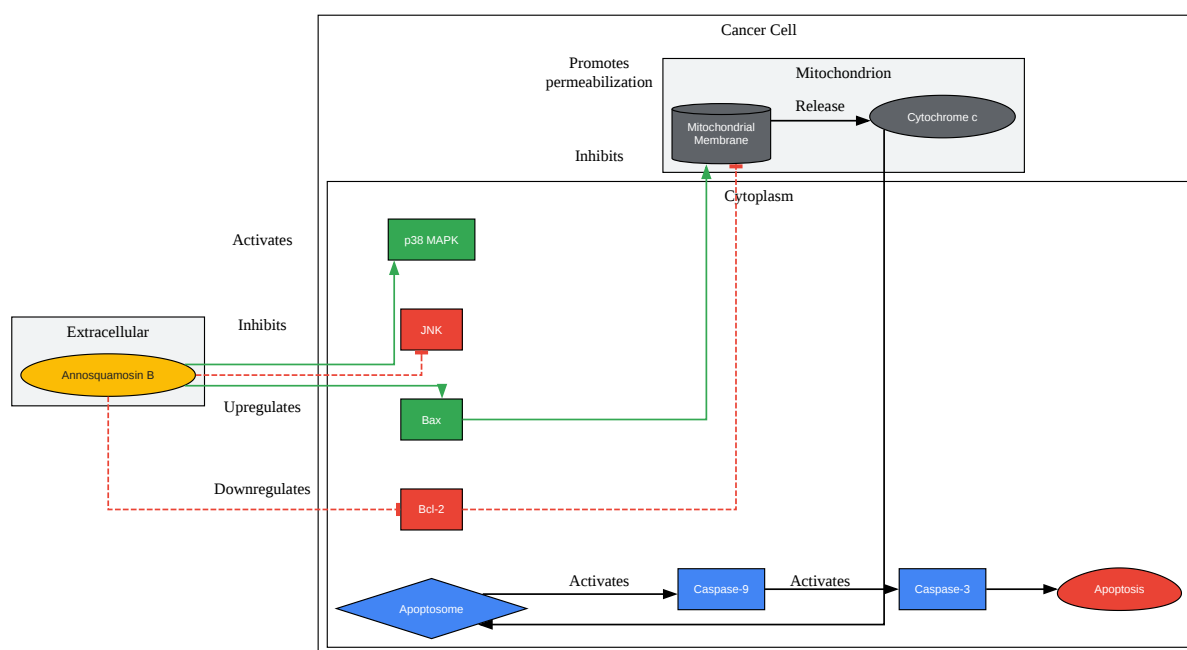 Cancer Cell
Promotes
permeabilization
Mitochondrion
Release
Mitochondrial
Membrane
Cytochrome c
Inhibits
Cytoplasm
Activates
p38 MAPK
Inhibits
JNK
Extracellular
Annosquamosin B
Upregulates
Bax
Downregulates
Bcl-2
Activates
Activates
Apoptosome
Caspase-9
Caspase-3
Apoptosis